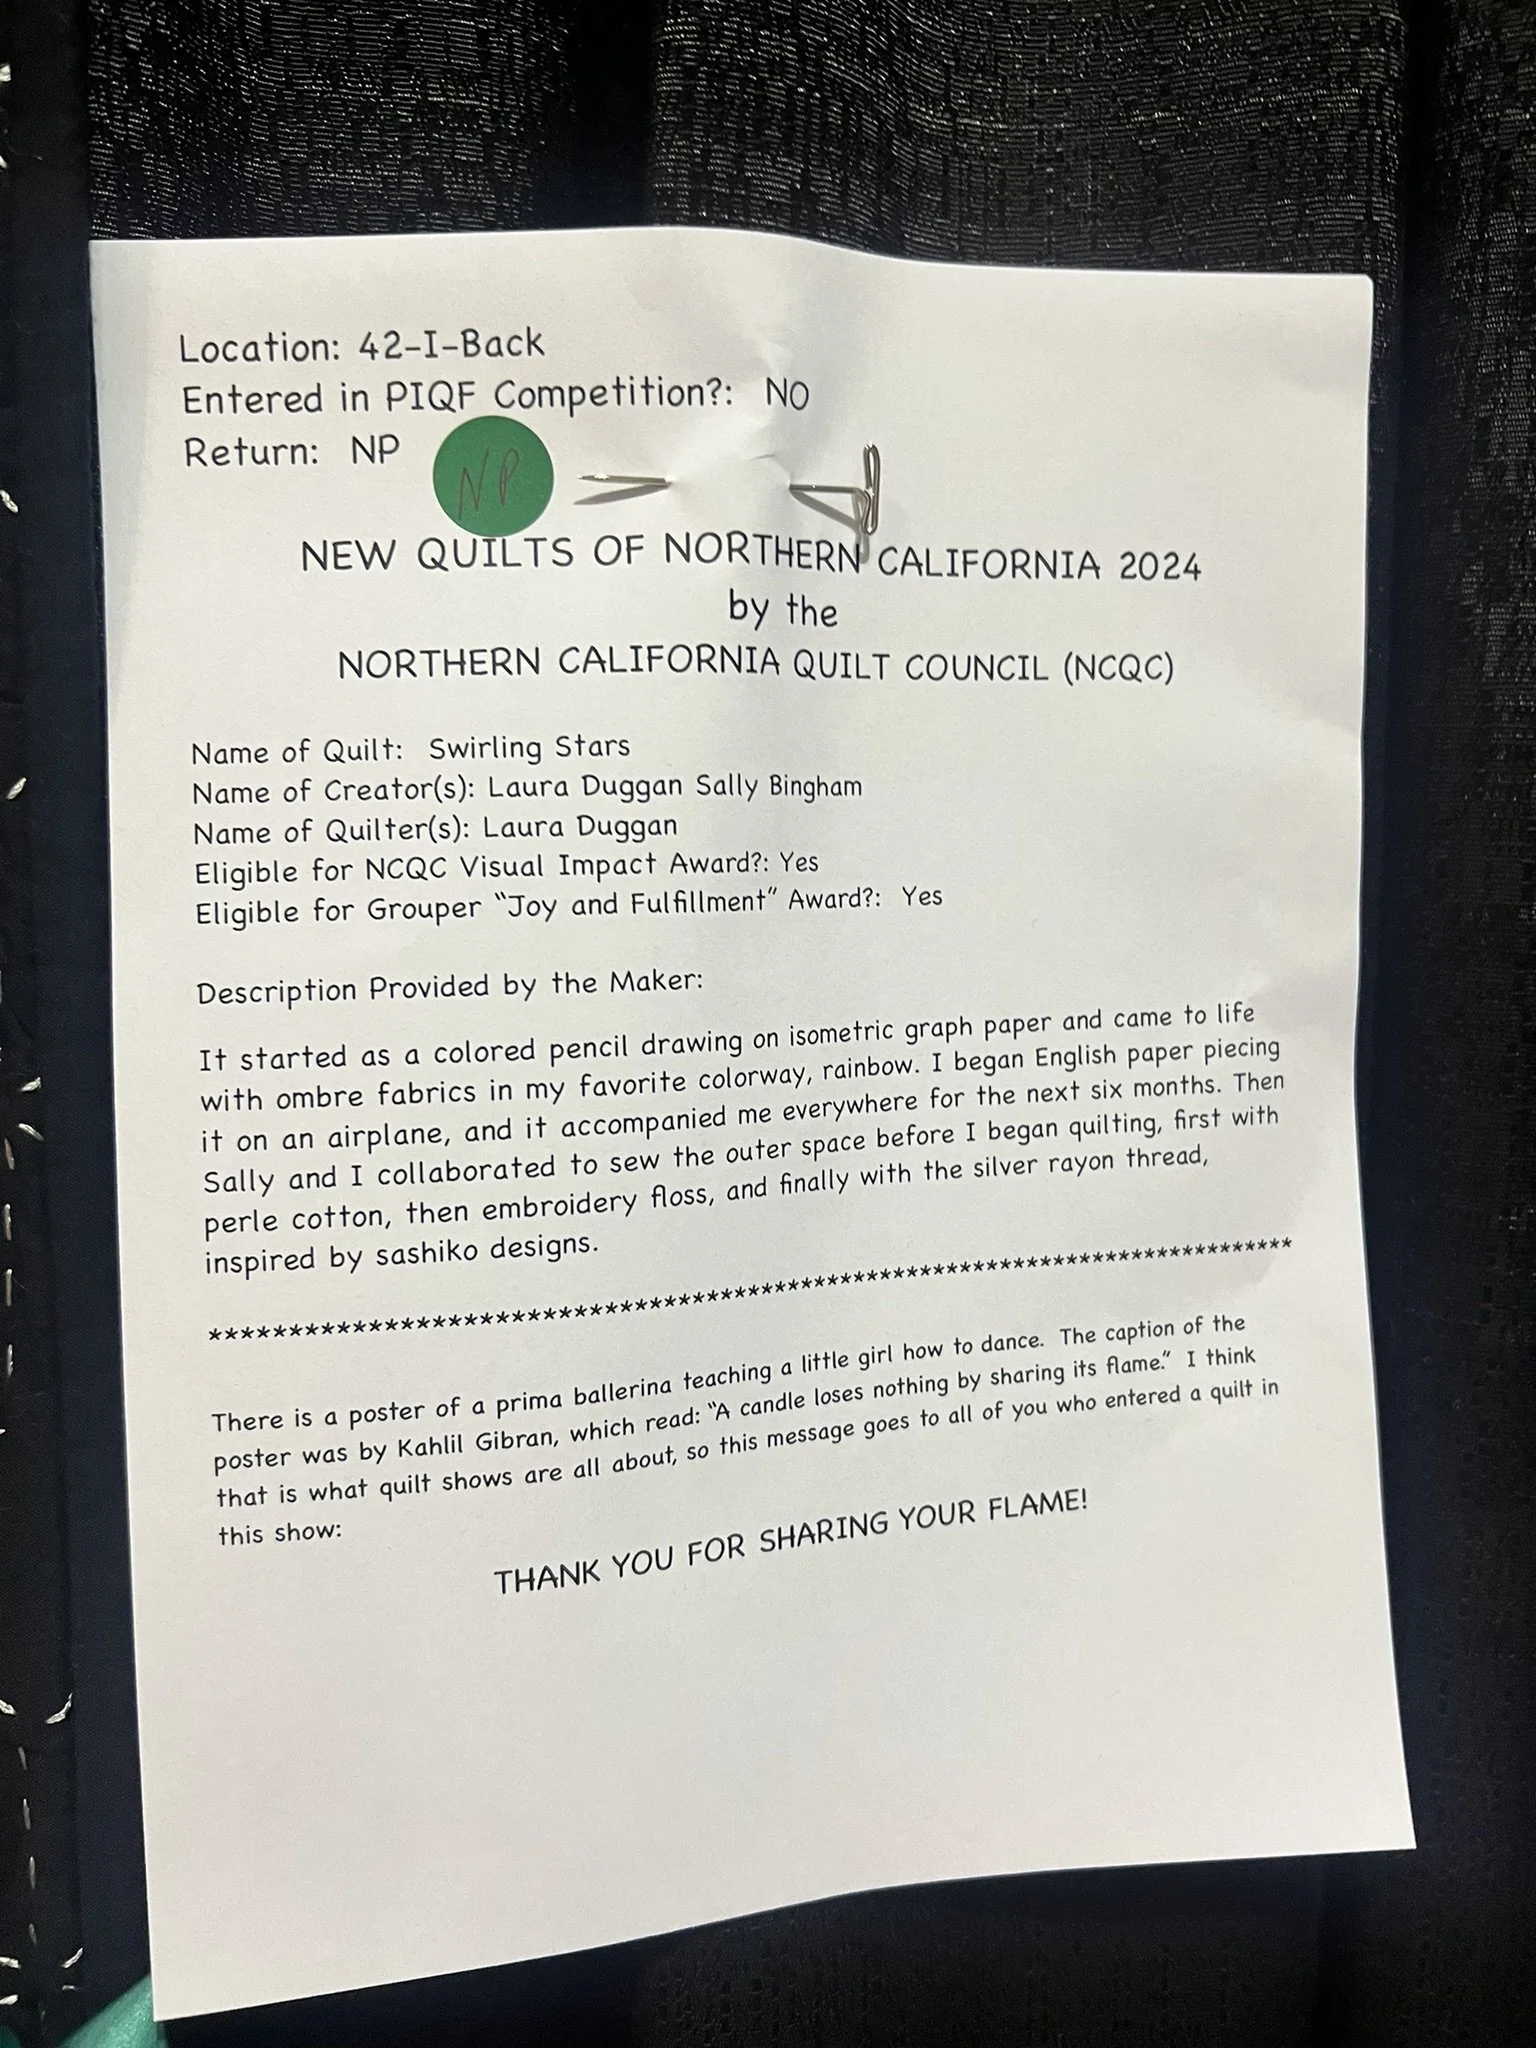 Location: 42-I-Back
Entered in PIQF Competition?: NO
Return: NP
NP
NEW QUILTS OF NORTHERN CALIFORNIA 2024
by the
NORTHERN CALIFORNIA QUILT COUNCIL (NCQC)
Name of Quilt: Swirling Stars
Name of Creator(s): Laura Duggan Sally Bingham
Name of Quilter(s): Laura Duggan
Eligible for NCQC Visual Impact Award?: Yes
Eligible for Grouper “Joy and Fulfillment” Award?: Yes
Description Provided by the Maker:
It started as a colored pencil drawing on isometric graph paper and came to life
with ombre fabrics in my favorite colorway, rainbow. I began English paper piecing
it on an airplane, and it accompanied me everywhere for the next six months. Then
Sally and I collaborated to sew the outer space before I began quilting, first with
perle cotton, then embroidery floss, and finally with the silver rayon thread,
inspired by sashiko designs.
********************************************************************
There is a poster of a prima ballerina teaching a little girl how to dance. The caption of the
poster was by Kahlil Gibran, which read: “A candle loses nothing by sharing its flame.” I think
that is what quilt shows are all about, so this message goes to all of you who entered a quilt in
this show:
THANK YOU FOR SHARING YOUR FLAME!